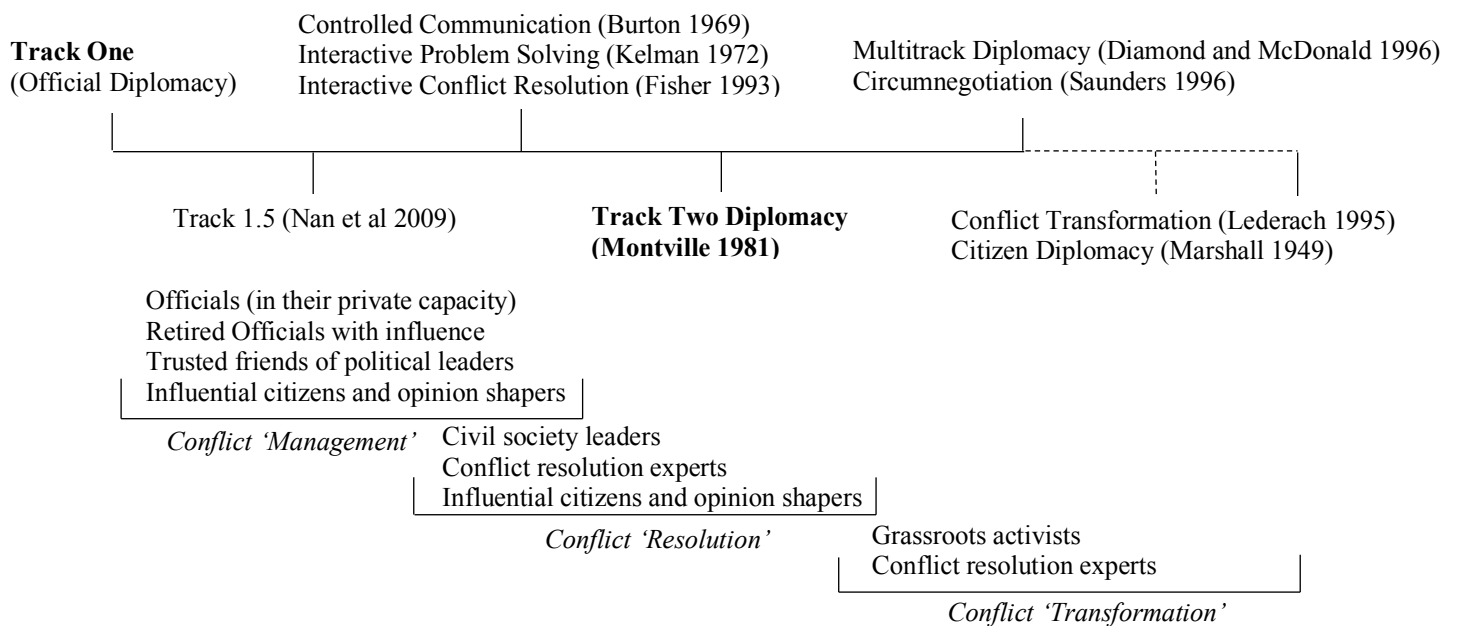 Track One
(Official Diplomacy)
Controlled Communication (Burton 1969)
Interactive Problem Solving (Kelman 1972)
Interactive Conflict Resolution (Fisher 1993)
Multitrack Diplomacy (Diamond and McDonald 1996)
Circumnegotiation (Saunders 1996)
Track 1.5 (Nan et al 2009)
Track Two Diplomacy
(Montville 1981)
Conflict Transformation (Lederach 1995)
Citizen Diplomacy (Marshall 1949)
Officials (in their private capacity)
Retired Officials with influence
Trusted friends of political leaders
Influential citizens and opinion shapers
Conflict ‘Management’
Civil society leaders
Conflict resolution experts
Influential citizens and opinion shapers
Conflict ‘Resolution’
Grassroots activists
Conflict resolution experts
Conflict ‘Transformation’